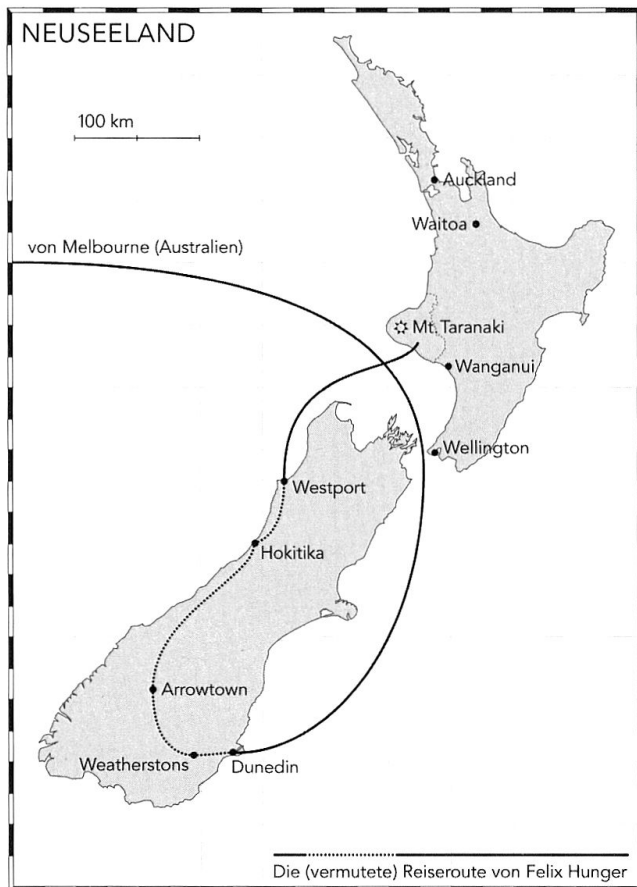 NEUSEELAND
100 km
Auckland
Waitoa
von Melbourne (Australien)
Mt. Taranaki
Wanganui
Wellington
Westport
Hokitika
Arrowtown
Weatherstons
Dunedin
Die (vermutete) Reiseroute von Felix Hunger